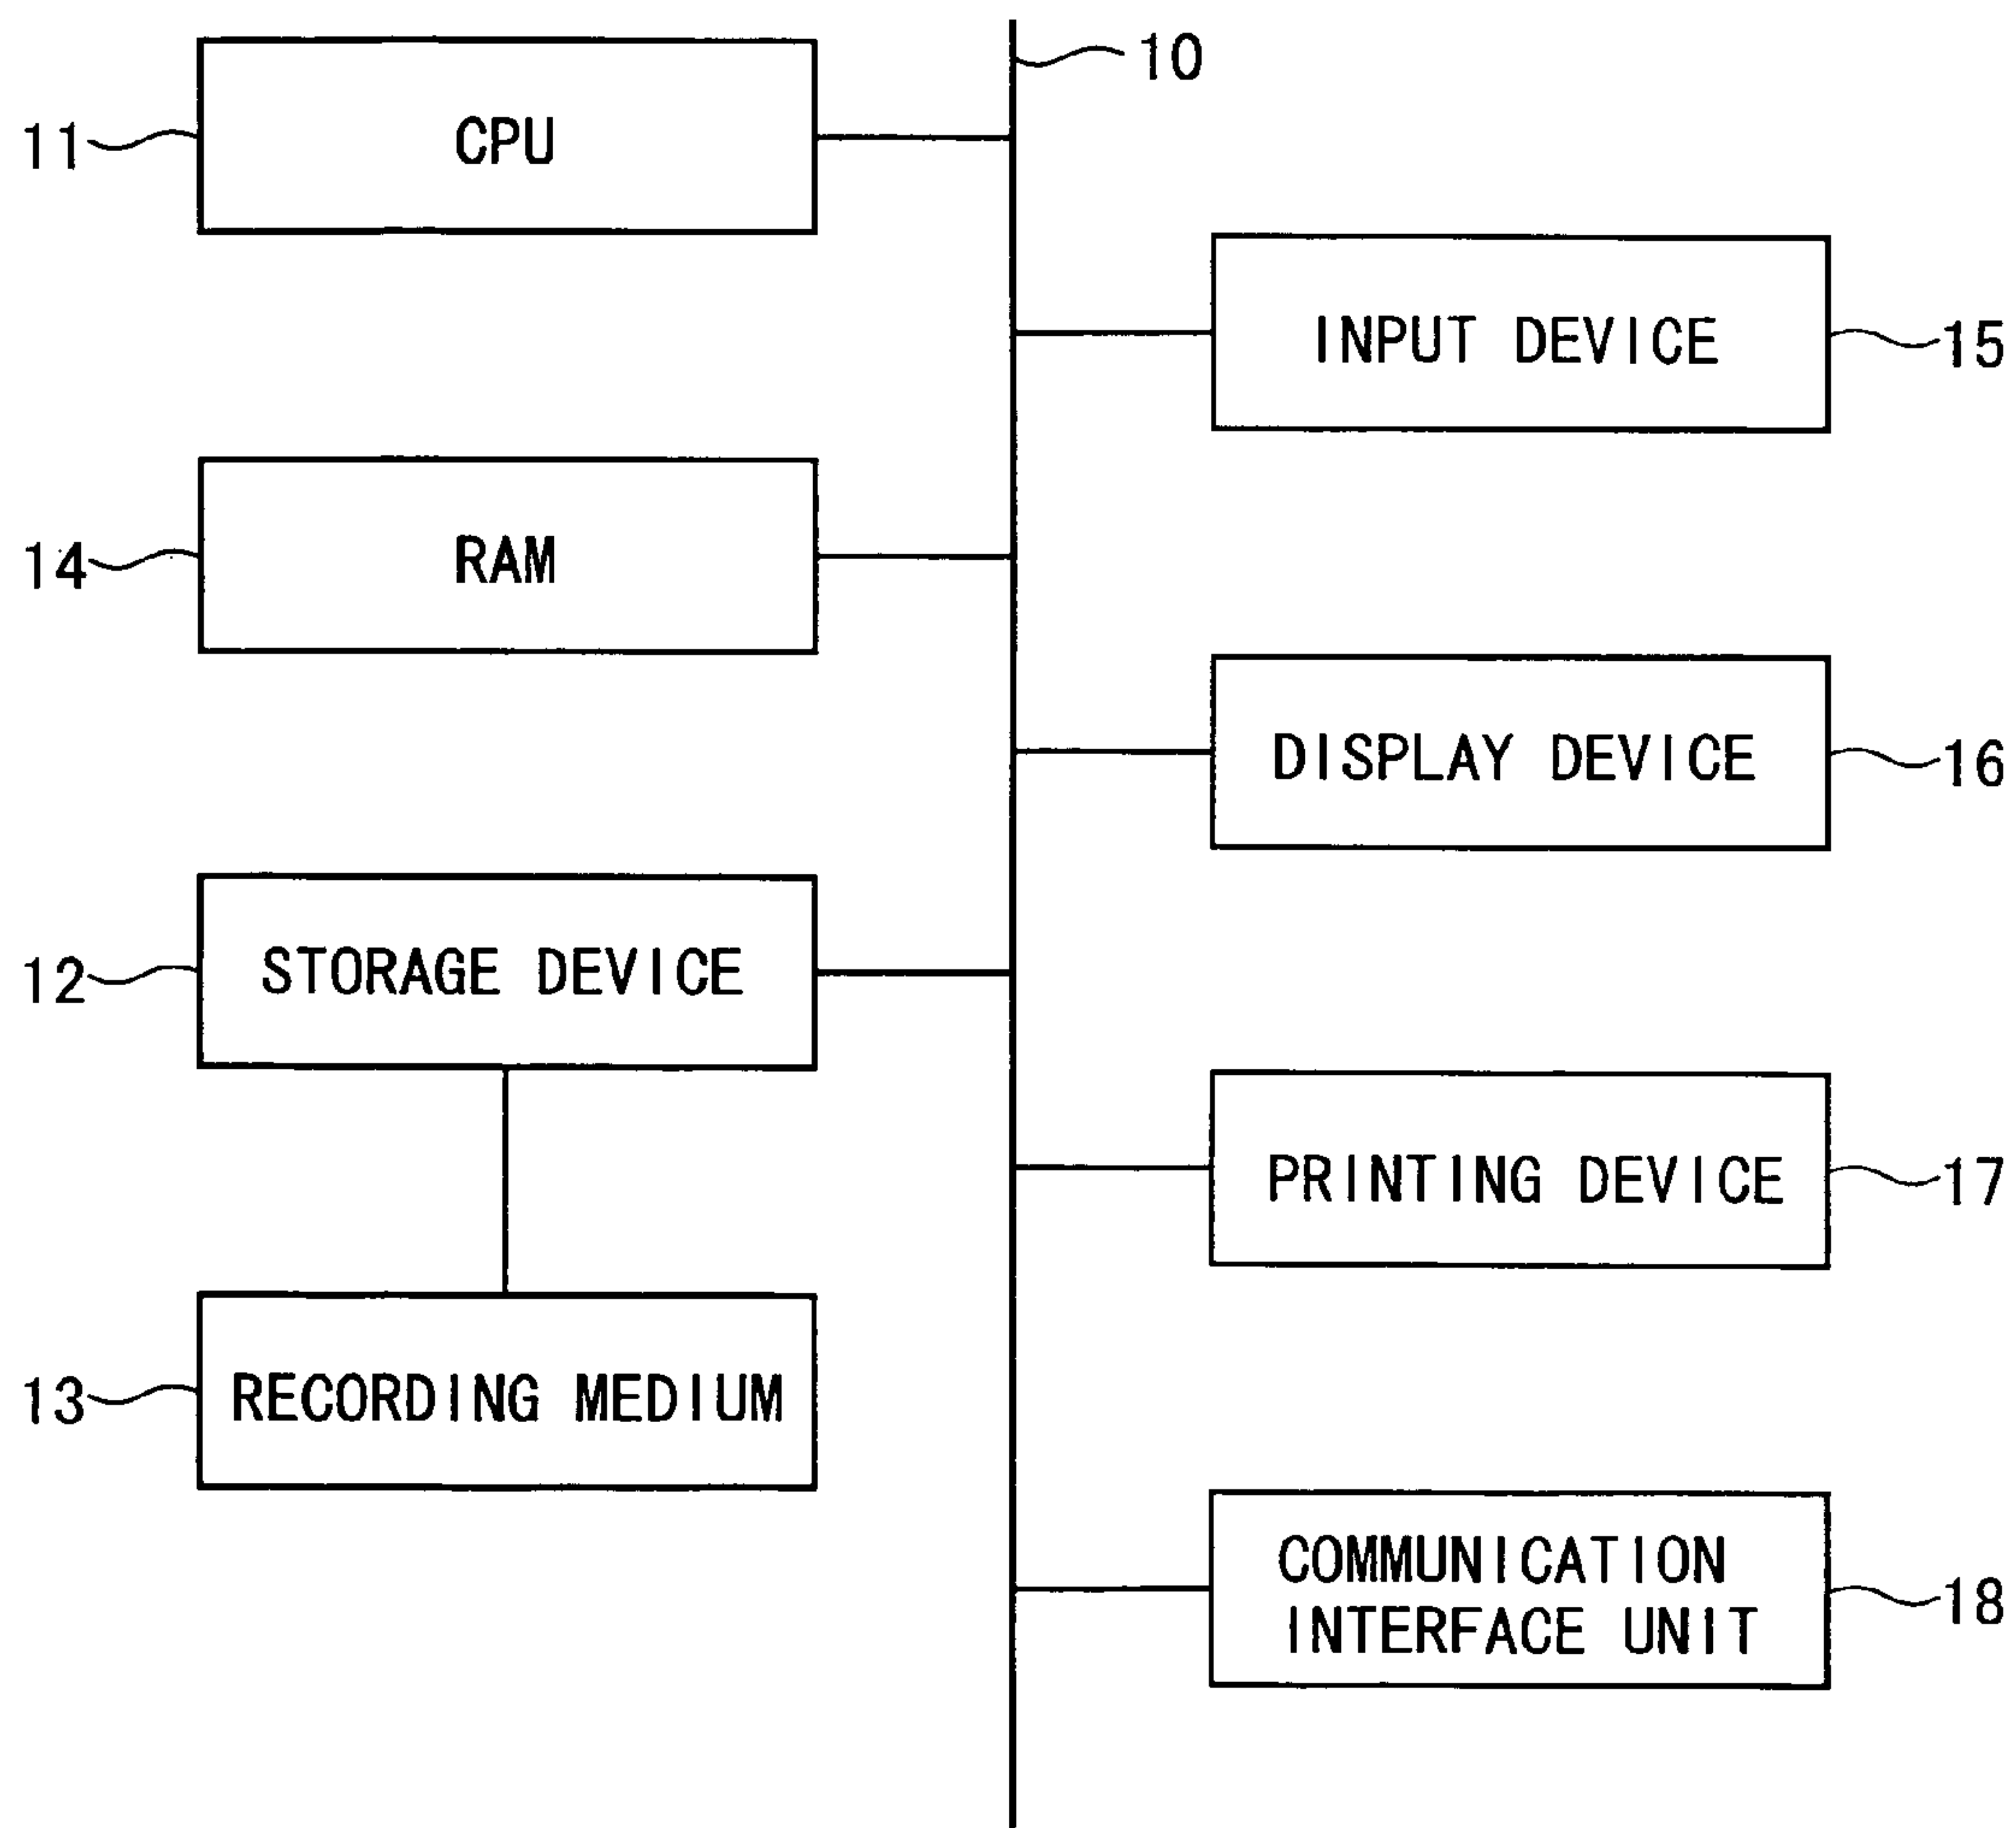 10
11
CPU
INPUT DEVICE
15
14
RAM
DISPLAY DEVICE
16
12
STORAGE DEVICE
PRINTING DEVICE
17
13
RECORDING MEDIUM
COMMUNICATION
INTERFACE UNIT
18